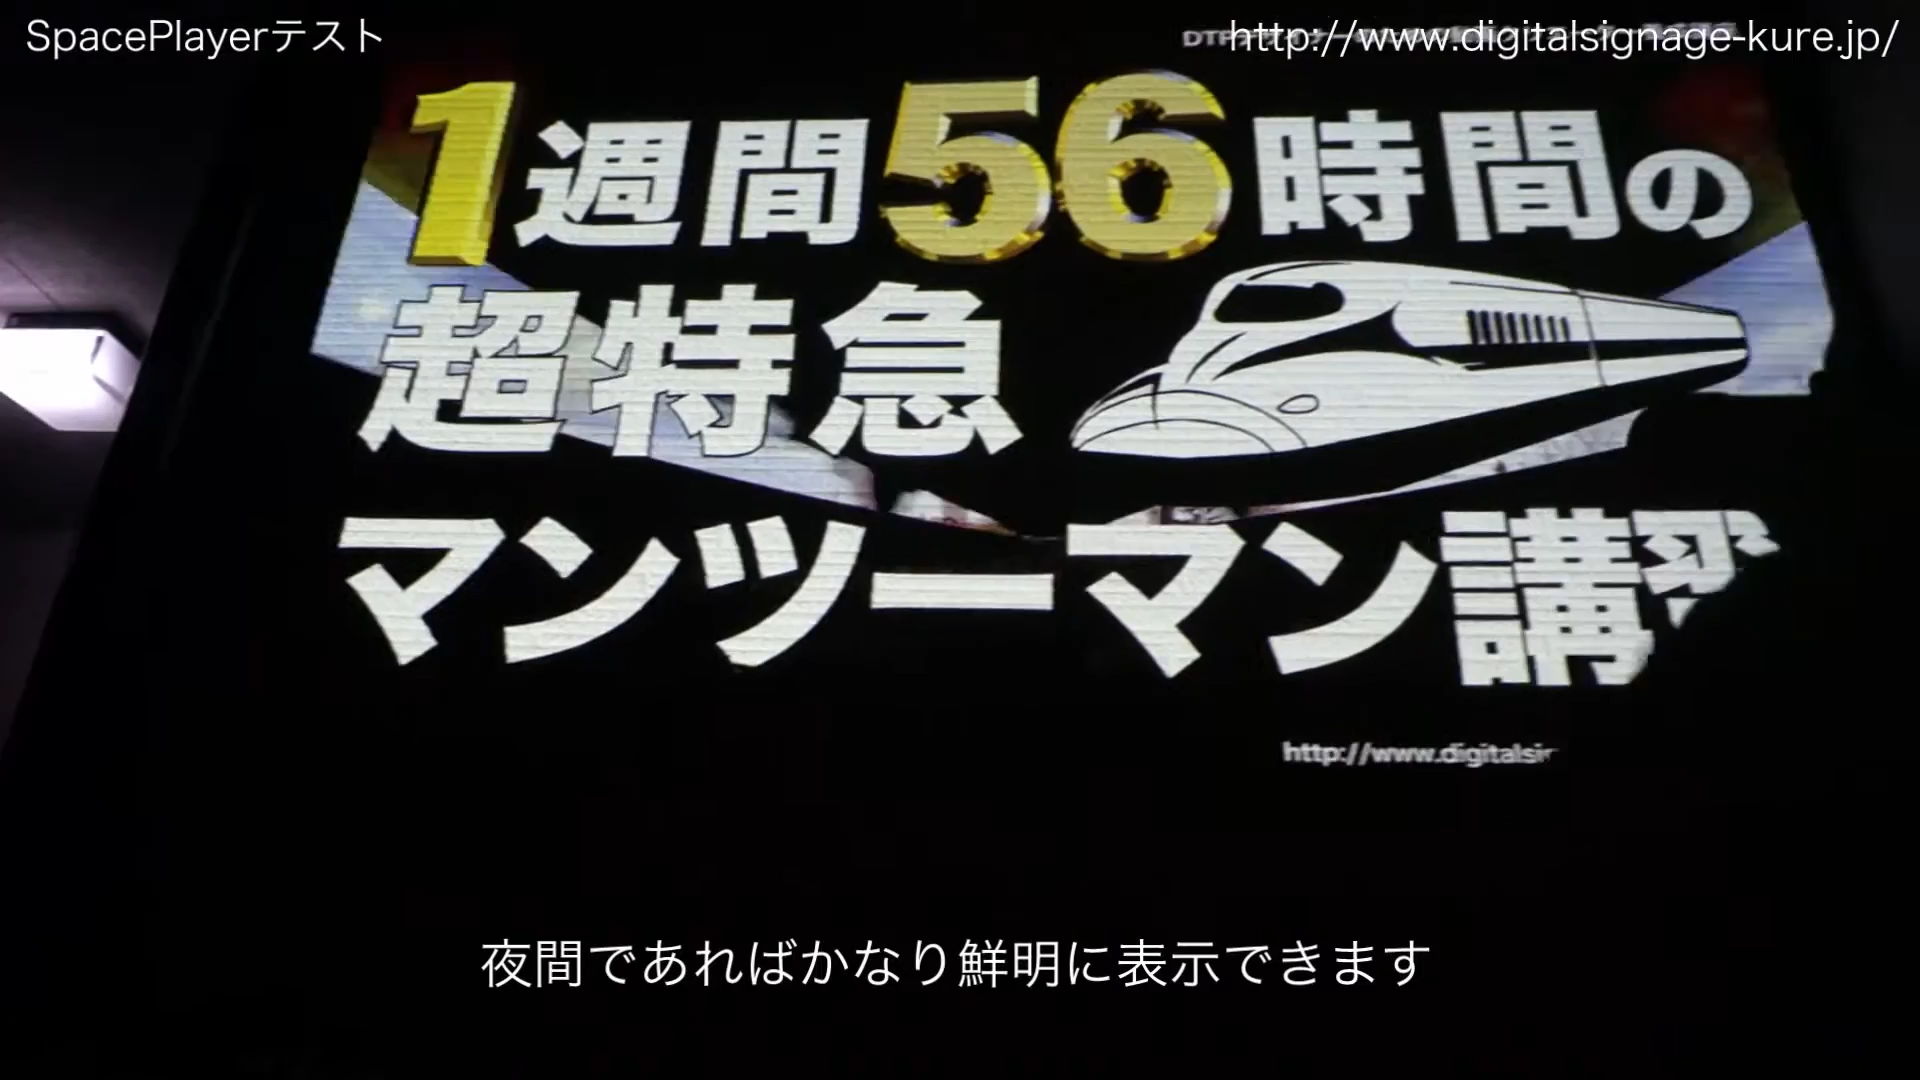 SpacePlayerテスト
http://www.digitalsignage-kure.jp/
1週間56時間の
超特急
マンツーマン講
http://www.digitalsi
夜間であればかなり鮮明に表示できます